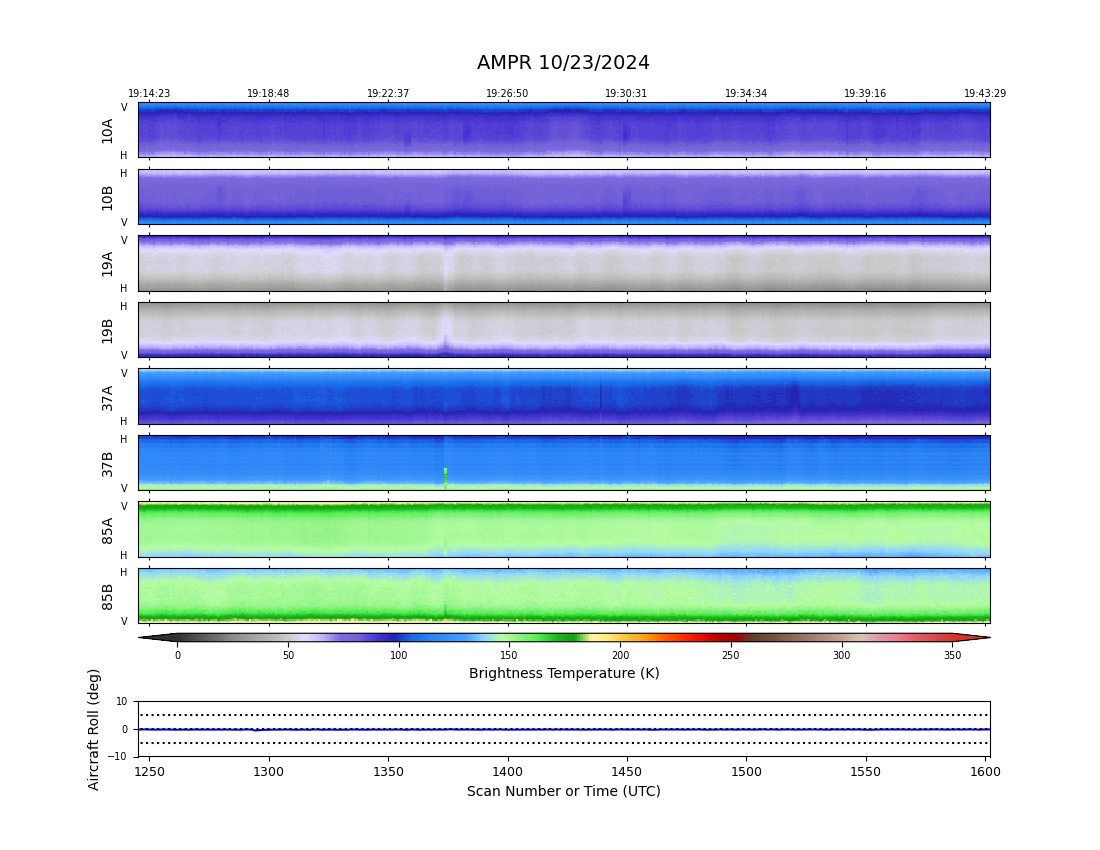 AMPR 10/23/2024
19:14:23 19:18:48 19:22:37 19:26:50 19:30:31 19:34:34 19:39:16 19:43:29
V
10A
H
H
10B
V
V
19A
H
H
19B
V
V
37A
H
H
37B
V
V
85A
H
H
85B
V
0 50 100 150 200 250 300 350
Brightness Temperature (K)
Aircraft Roll (deg)
10
0
−10
1250 1300 1350 1400 1450 1500 1550 1600
Scan Number or Time (UTC)